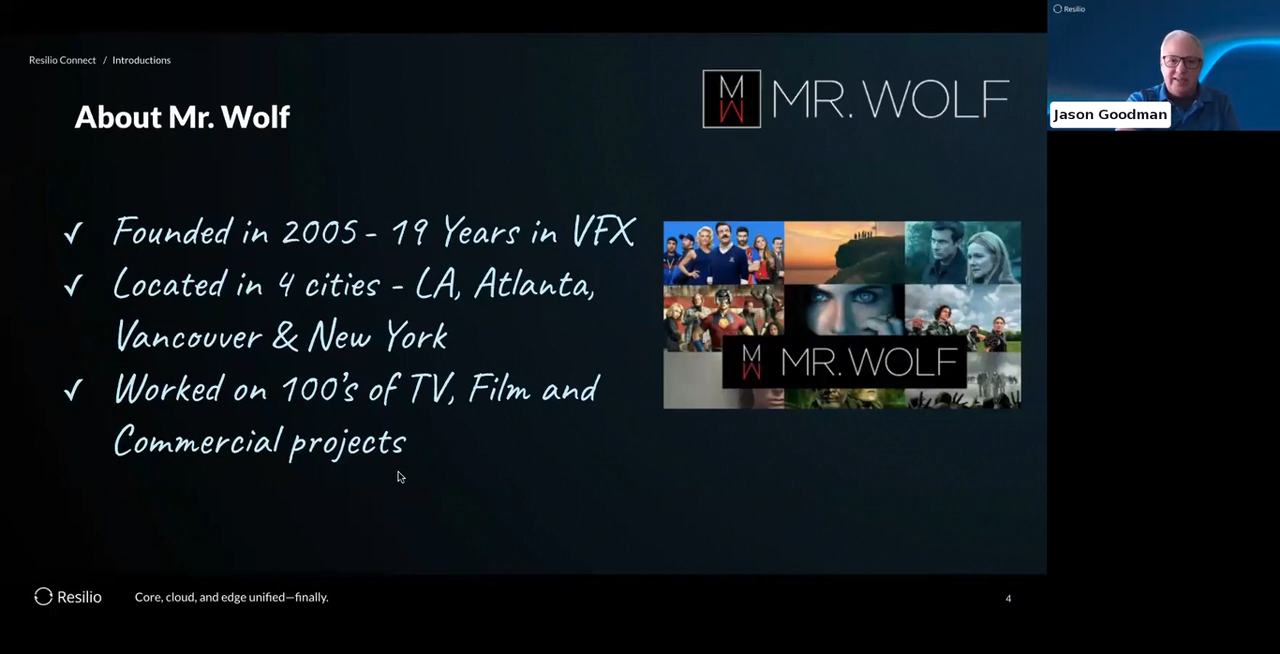 Resilio Connect / Introductions
About Mr. Wolf
MW MR. WOLF
✓ Founded in 2005 - 19 Years in VFX
✓ Located in 4 cities - LA, Atlanta,
Vancouver & New York
✓ Worked on 100's of TV, Film and
Commercial projects
MW MR. WOLF
Resilio
Core, cloud, and edge unified—finally.
4
Resilio
Jason Goodman